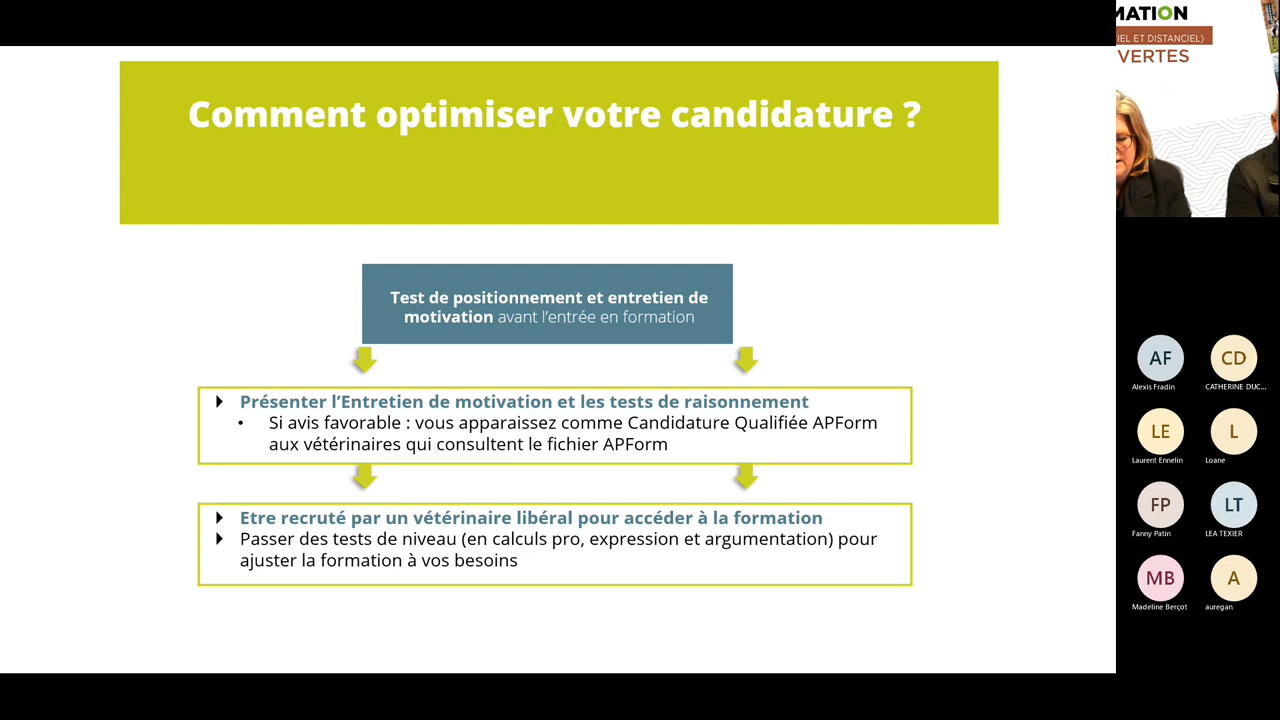 Comment optimiser votre candidature ?
Test de positionnement et entretien de
motivation avant l’entrée en formation
Présenter l’Entretien de motivation et les tests de raisonnement
• Si avis favorable : vous apparaissez comme Candidature Qualifiée APForm
aux vétérinaires qui consultent le fichier APForm
Etre recruté par un vétérinaire libéral pour accéder à la formation
Passer des tests de niveau (en calculs pro, expression et argumentation) pour
ajuster la formation à vos besoins
MATION
IEL ET DISTANCIEL)
VERTES
AF
CD
Alexis Fradin
CATHERINE DUC...
LE
L
Laurent Ennelin
Loane
FP
LT
Fanny Patin
LEA TEXIER
MB
A
Madeline Berçot
auregan